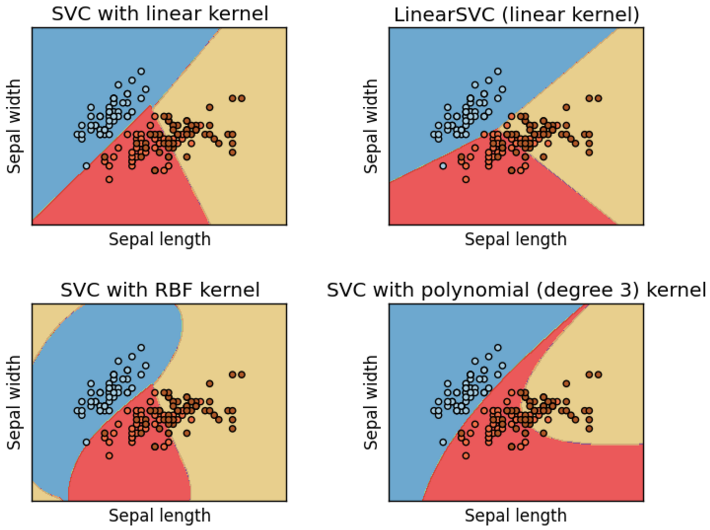 SVC with linear kernel
LinearSVC (linear kernel)
Sepal width
Sepal width
Sepal length
Sepal length
SVC with RBF kernel
SVC with polynomial (degree 3) kernel
Sepal width
Sepal width
Sepal length
Sepal length